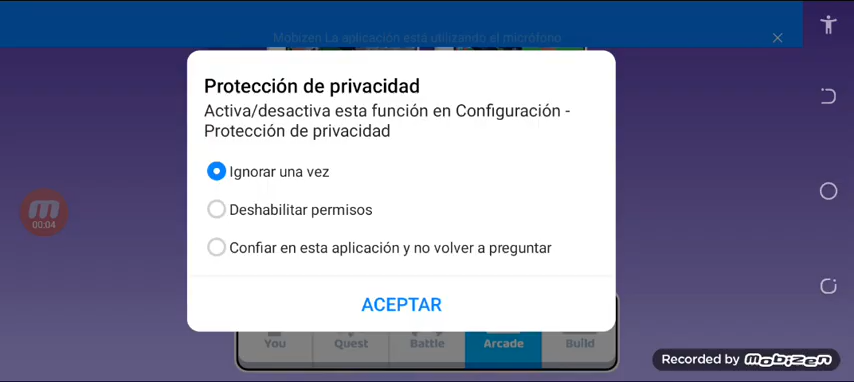 Mobizen La aplicación está utilizando el micrófono
Protección de privacidad
Activa/desactiva esta función en Configuración -
Protección de privacidad
Ignorar una vez
Deshabilitar permisos
Confiar en esta aplicación y no volver a preguntar
00:04
ACEPTAR
You Quest Battle Arcade Build
Recorded by mobizen